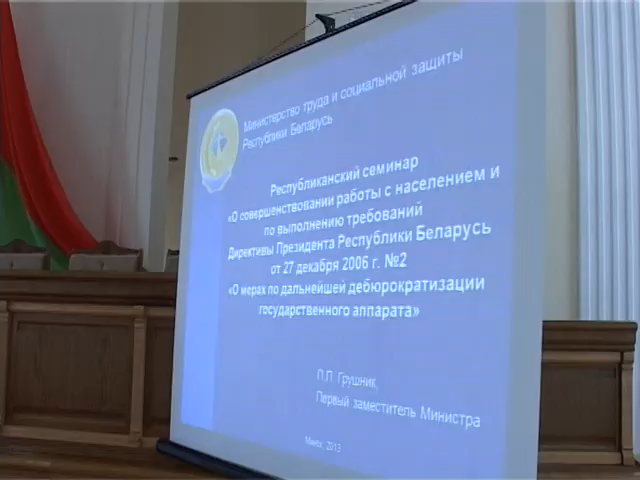 Министерство труда и социальной защиты
Республики Беларусь
Республиканский семинар
«О совершенствовании работы с населением и
по выполнению требований
Директивы Президента Республики Беларусь
от 27 декабря 2006 г. №2
«О мерах по дальнейшей дебюрократизации
государственного аппарата»
П.П. Грушник,
Первый заместитель Министра
Минск, 2013